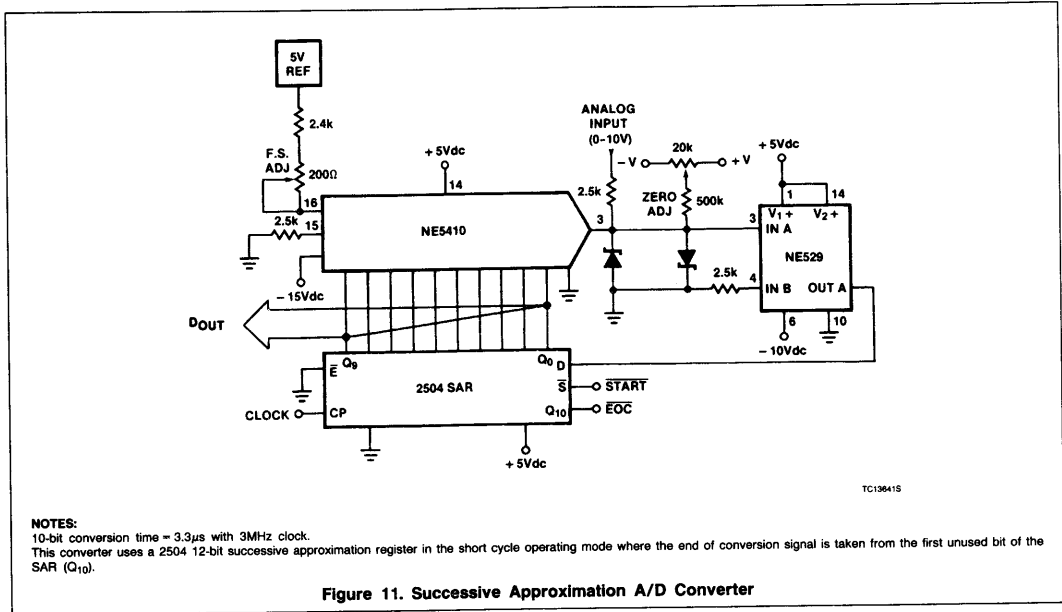 5V
REF
2.4k
F.S.
ADJ
200Ω
+ 5Vdc
14
16
2.5k
15
NE5410
- 15Vdc
ANALOG
INPUT
(0-10V)
- V
20k
+ V
2.5k
ZERO
ADJ
500k
3
+ 5Vdc
1
14
V1 +
V2 +
3
IN A
NE529
2.5k
4
IN B
OUT A
6
10
- 10Vdc
DOUT
Q9
Q0
D
E̅
2504 SAR
S̅
S̅T̅A̅R̅T̅
CLOCK
CP
Q10
E̅O̅C̅
+ 5Vdc
TC13641S
NOTES:
10-bit conversion time = 3.3μs with 3MHz clock.
This converter uses a 2504 12-bit successive approximation register in the short cycle operating mode where the end of conversion signal is taken from the first unused bit of the
SAR (Q10).
Figure 11. Successive Approximation A/D Converter